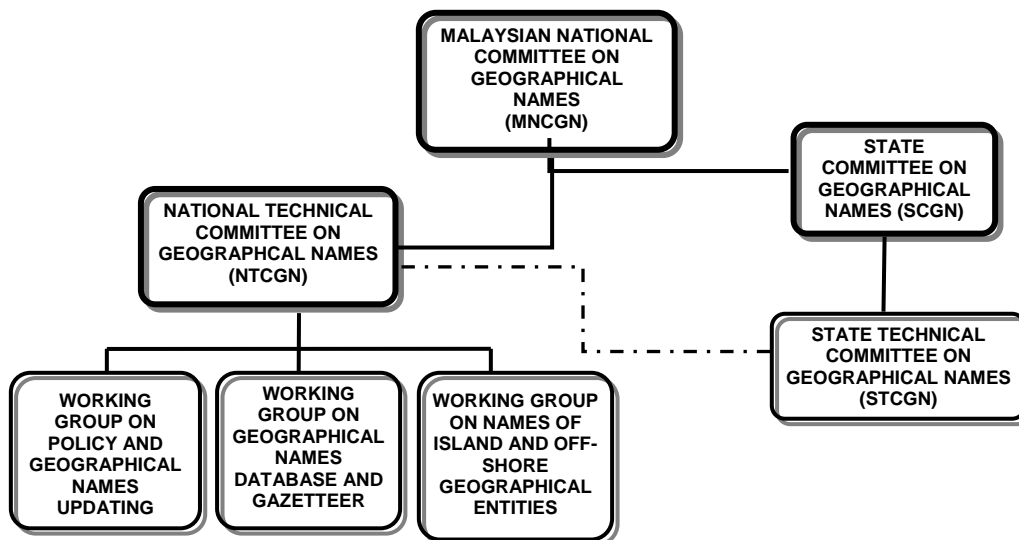 MALAYSIAN NATIONAL
COMMITTEE ON
GEOGRAPHICAL
NAMES
(MNCGN)
STATE
COMMITTEE ON
GEOGRAPHICAL
NAMES (SCGN)
NATIONAL TECHNICAL
COMMITTEE ON
GEOGRAPHCAL NAMES
(NTCGN)
STATE TECHNICAL
COMMITTEE ON
GEOGRAPHICAL NAMES
(STCGN)
WORKING
GROUP ON
POLICY AND
GEOGRAPHICAL
NAMES
UPDATING
WORKING
GROUP ON
GEOGRAPHICAL
NAMES
DATABASE AND
GAZETTEER
WORKING GROUP
ON NAMES OF
ISLAND AND OFF-
SHORE
GEOGRAPHICAL
ENTITIES